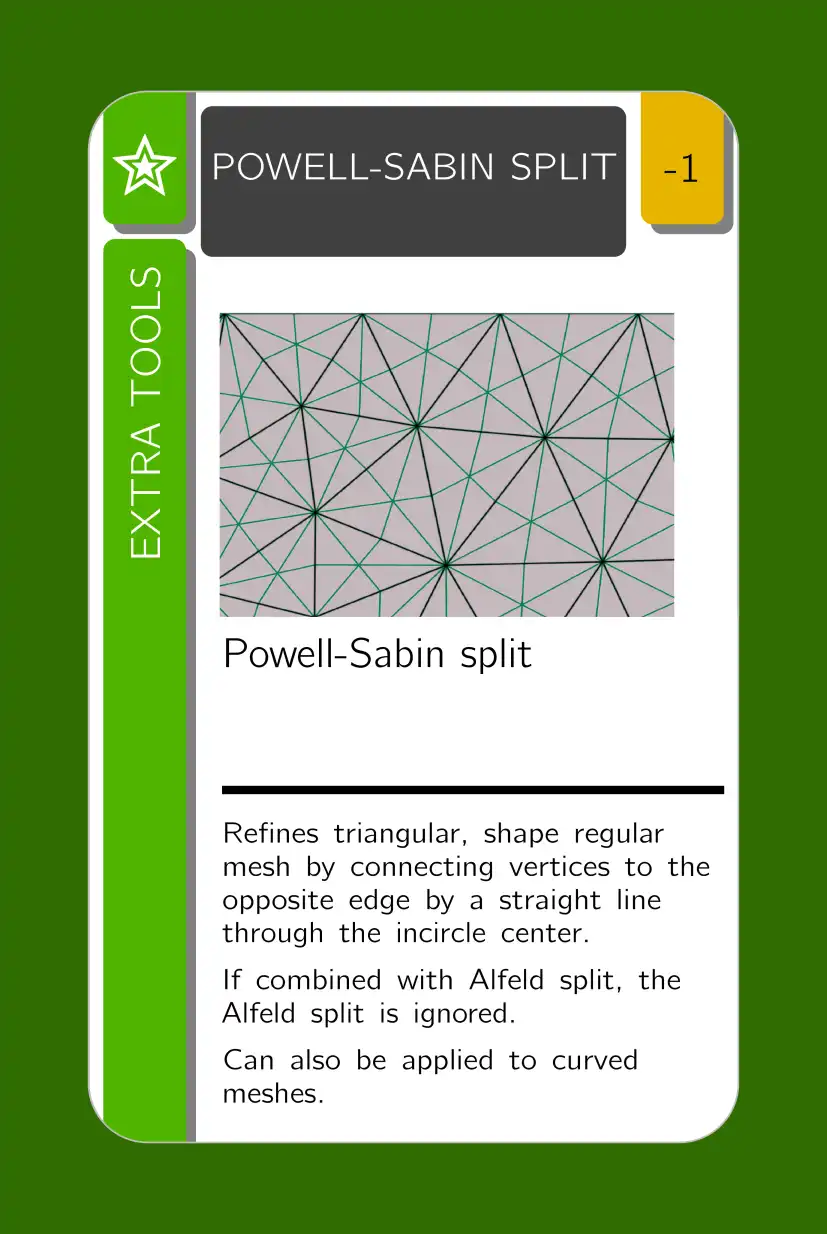 POWELL-SABIN SPLIT
-1
EXTRA TOOLS
Powell-Sabin split
Refines triangular, shape regular
mesh by connecting vertices to the
opposite edge by a straight line
through the incircle center.
If combined with Alfeld split, the
Alfeld split is ignored.
Can also be applied to curved
meshes.